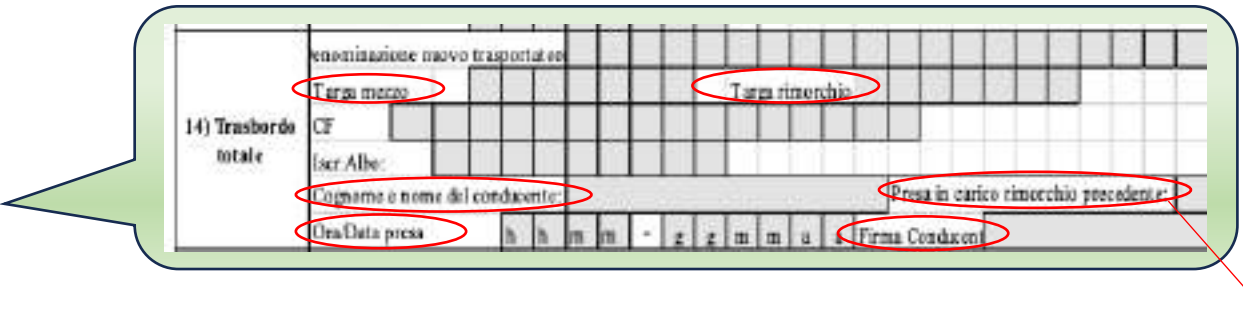 enominazione nuovo trasportatore
Targa mezzo Targa rimorchio
14) Trasbordo totale
CF
Iscr Albo:
Cognome e nome del conducente: Presa in carico rimorchio precedente:
Ora/Data presa h h m m - g g m m a a Firma Conducent